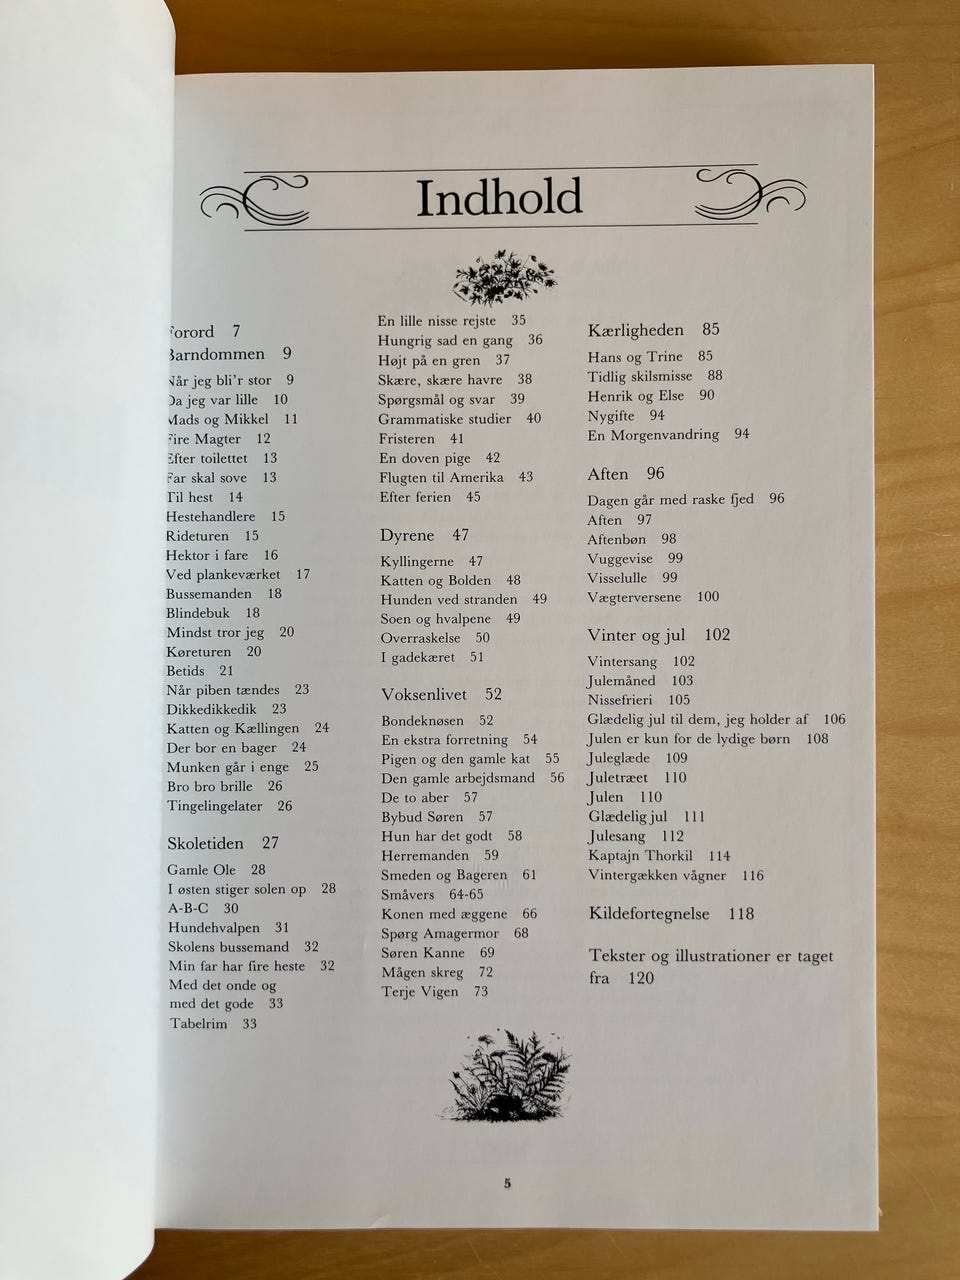 Indhold
Forord 7
Barndommen 9
Når jeg bli'r stor 9
Da jeg var lille 10
Mads og Mikkel 11
Fire Magter 12
Efter toilettet 13
Far skal sove 13
Til hest 14
Hestehandlere 15
Rideturen 15
Hektor i fare 16
Ved plankeværket 17
Bussemanden 18
Blindebuk 18
Mindst tror jeg 20
Køreturen 20
Betids 21
Når piben tændes 23
Dikkedikkedik 23
Katten og Kællingen 24
Der bor en bager 24
Munken går i enge 25
Bro bro brille 26
Tingelingelater 26
Skoletiden 27
Gamle Ole 28
I østen stiger solen op 28
A-B-C 30
Hundehvalpen 31
Skolens bussemand 32
Min far har fire heste 32
Med det onde og
med det gode 33
Tabelrim 33
En lille nisse rejste 35
Hungrig sad en gang 36
Højt på en gren 37
Skære, skære havre 38
Spørgsmål og svar 39
Grammatiske studier 40
Fristeren 41
En doven pige 42
Flugten til Amerika 43
Efter ferien 45
Dyrene 47
Kyllingerne 47
Katten og Bolden 48
Hunden ved stranden 49
Soen og hvalpene 49
Overraskelse 50
I gadekæret 51
Voksenlivet 52
Bondeknøsen 52
En ekstra forretning 54
Pigen og den gamle kat 55
Den gamle arbejdsmand 56
De to aber 57
Bybud Søren 57
Hun har det godt 58
Herremanden 59
Smeden og Bageren 61
Småvers 64-65
Konen med æggene 66
Spørg Amagermor 68
Søren Kanne 69
Mågen skreg 72
Terje Vigen 73
Kærligheden 85
Hans og Trine 85
Tidlig skilsmisse 88
Henrik og Else 90
Nygifte 94
En Morgenvandring 94
Aften 96
Dagen går med raske fjed 96
Aften 97
Aftenbøn 98
Vuggevise 99
Visselulle 99
Vægterversene 100
Vinter og jul 102
Vintersang 102
Julemåned 103
Nissefrieri 105
Glædelig jul til dem, jeg holder af 106
Julen er kun for de lydige børn 108
Juleglæde 109
Juletræet 110
Julen 110
Glædelig jul 111
Julesang 112
Kaptajn Thorkil 114
Vintergækken vågner 116
Kildefortegnelse 118
Tekster og illustrationer er taget
fra 120
5